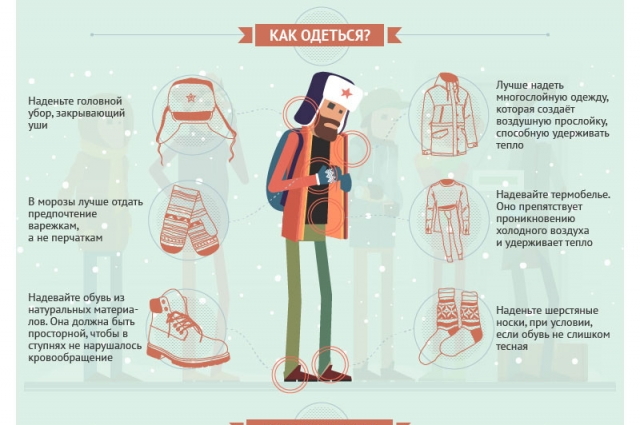 КАК ОДЕТЬСЯ?
Наденьте головной
убор, закрывающий
уши
Лучше надеть
многослойную одежду,
которая создаёт
воздушную прослойку,
способную удерживать
тепло
В морозы лучше отдать
предпочтение
варежкам,
а не перчаткам
Надевайте термобелье.
Оно препятствует
проникновению
холодного воздуха
и удерживает тепло
Надевайте обувь из
натуральных материа-
лов. Она должна быть
просторной, чтобы в
ступнях не нарушалось
кровообращение
Наденьте шерстяные
носки, при условии,
если обувь не слишком
тесная